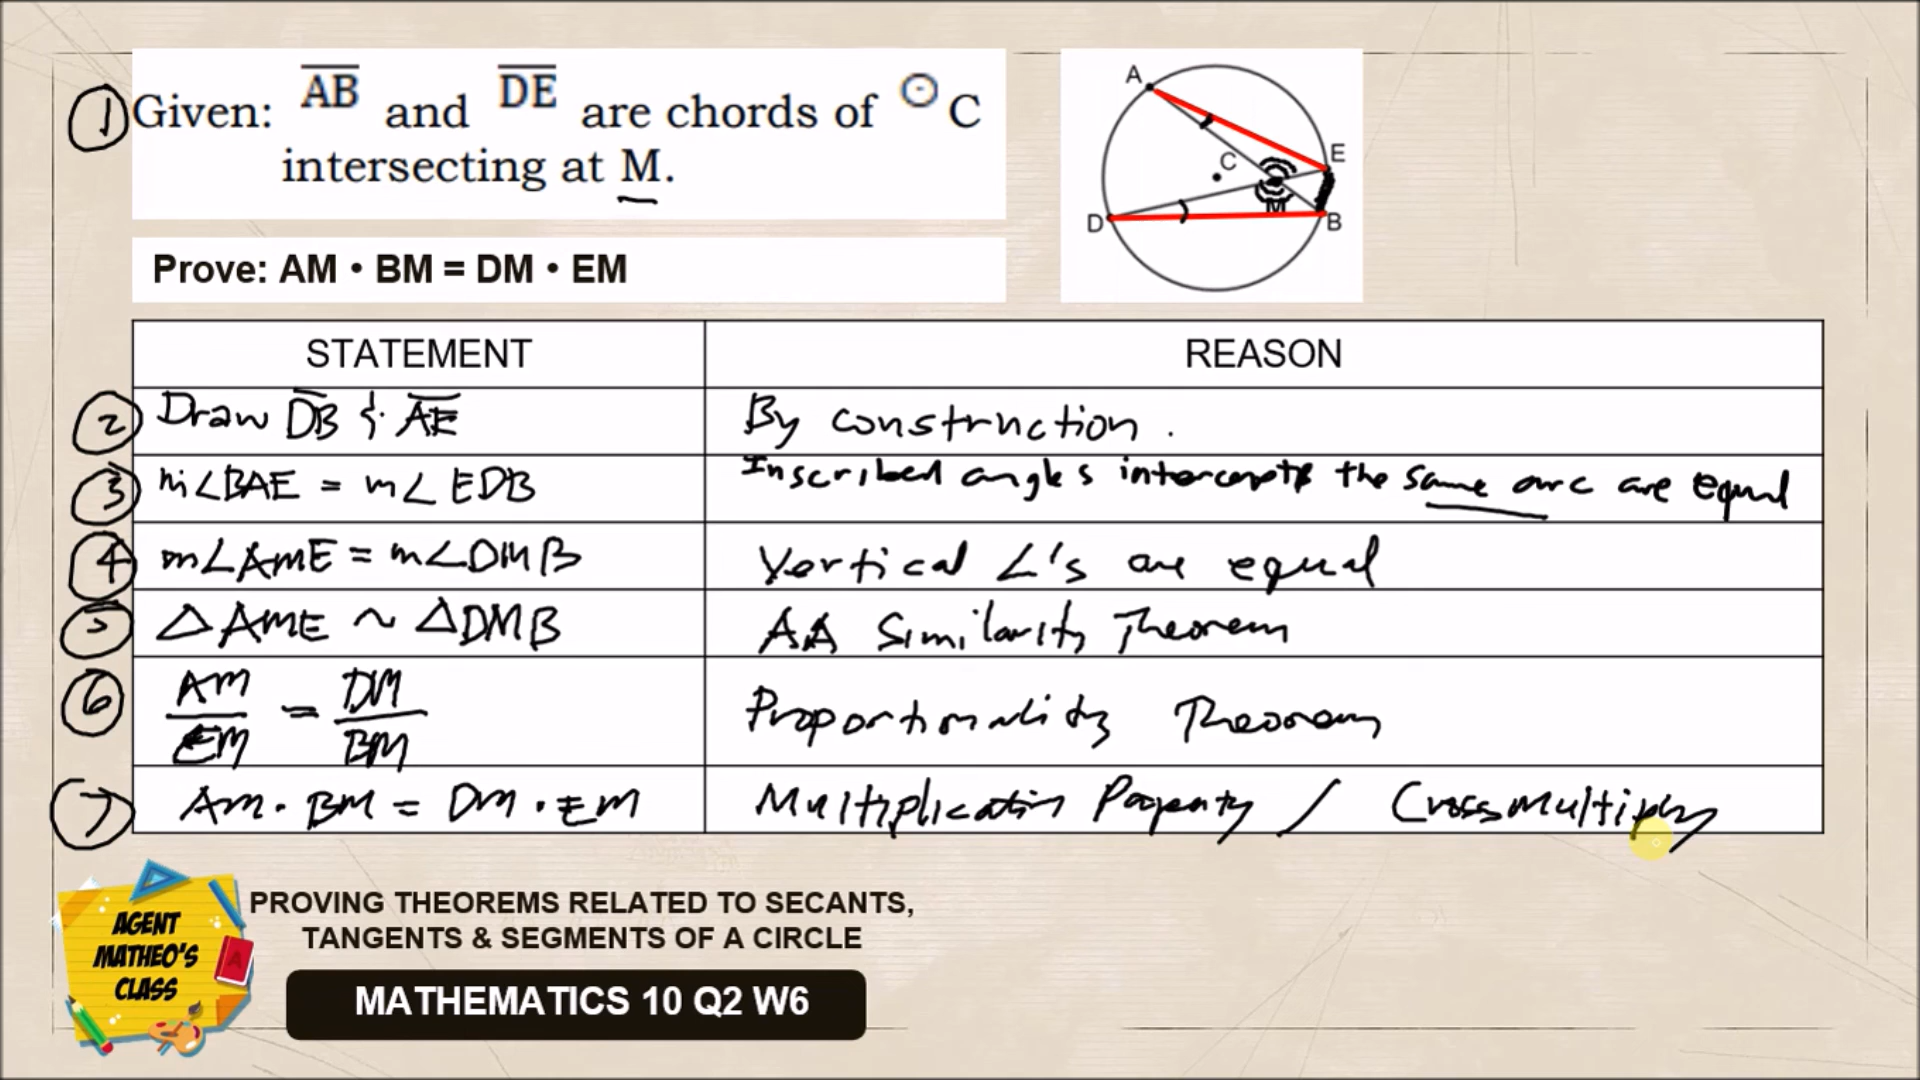 1 Given: AB and DE are chords of ⊙ C
intersecting at M.
Prove: AM • BM = DM • EM
A
C
E
M
D
B
STATEMENT REASON
2 Draw DB & AE By construction.
3 m∠BAE = m∠EDB Inscribed angles intercepts the same arc are equal
4 m∠AME = m∠DMB Vertical ∠'s are equal
5 △AME ~ △DMB AA Similarity Theorem
6 AM/EM = DM/BM Proportionality Theorem
7 AM · BM = DM · EM Multiplication Property / Cross Multiply
AGENT
MATHEO'S
CLASS
A
PROVING THEOREMS RELATED TO SECANTS,
TANGENTS & SEGMENTS OF A CIRCLE
MATHEMATICS 10 Q2 W6